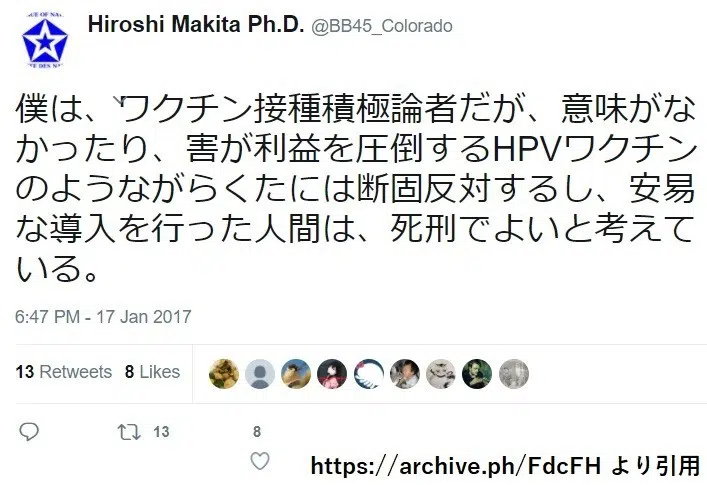 Hiroshi Makita Ph.D. @BB45_Colorado
僕は、ワクチン接種積極論者だが、意味がな
かったり、害が利益を圧倒するHPVワクチン
のようながらくたには断固反対するし、安易
な導入を行った人間は、死刑でよいと考えて
いる。
6:47 PM - 17 Jan 2017
13 Retweets 8 Likes
13 8
https://archive.ph/FdcFH より引用